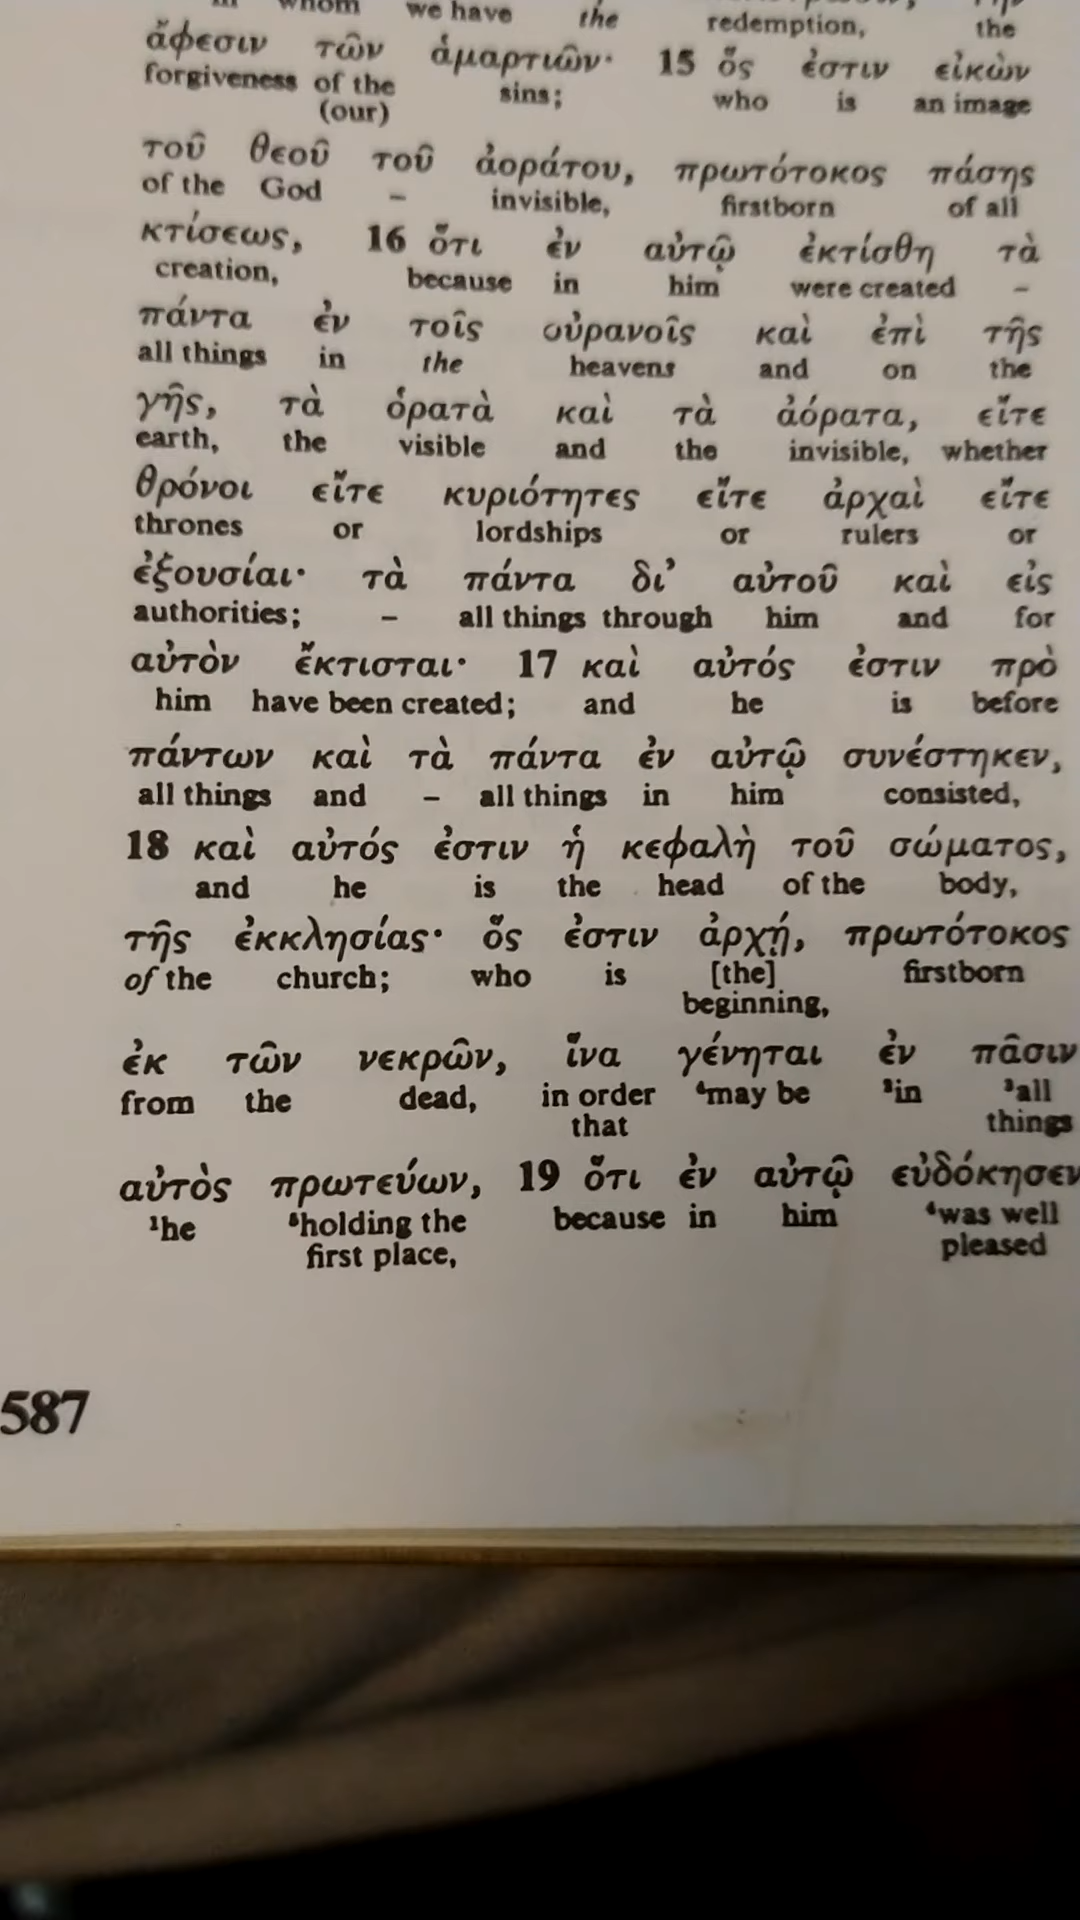 whom we have the redemption, the
ἄφεσιν τῶν ἁμαρτιῶν· 15 ὅς ἐστιν εἰκὼν
forgiveness of the sins; who is an image
(our)
τοῦ θεοῦ τοῦ ἀοράτου, πρωτότοκος πάσης
of the God – invisible, firstborn of all
κτίσεως, 16 ὅτι ἐν αὐτῷ ἐκτίσθη τὰ
creation, because in him were created –
πάντα ἐν τοῖς οὐρανοῖς καὶ ἐπὶ τῆς
all things in the heavens and on the
γῆς, τὰ ὁρατὰ καὶ τὰ ἀόρατα, εἴτε
earth, the visible and the invisible, whether
θρόνοι εἴτε κυριότητες εἴτε ἀρχαὶ εἴτε
thrones or lordships or rulers or
ἐξουσίαι· τὰ πάντα δι’ αὐτοῦ καὶ εἰς
authorities; – all things through him and for
αὐτὸν ἔκτισται· 17 καὶ αὐτός ἐστιν πρὸ
him have been created; and he is before
πάντων καὶ τὰ πάντα ἐν αὐτῷ συνέστηκεν,
all things and – all things in him consisted,
18 καὶ αὐτός ἐστιν ἡ κεφαλὴ τοῦ σώματος,
and he is the head of the body,
τῆς ἐκκλησίας· ὅς ἐστιν ἀρχή, πρωτότοκος
of the church; who is [the] firstborn
beginning,
ἐκ τῶν νεκρῶν, ἵνα γένηται ἐν πᾶσιν
from the dead, in order ⁴may be ²in ³all
that things
αὐτὸς πρωτεύων, 19 ὅτι ἐν αὐτῷ εὐδόκησεν
¹he ⁵holding the because in him ⁴was well
first place, pleased
587